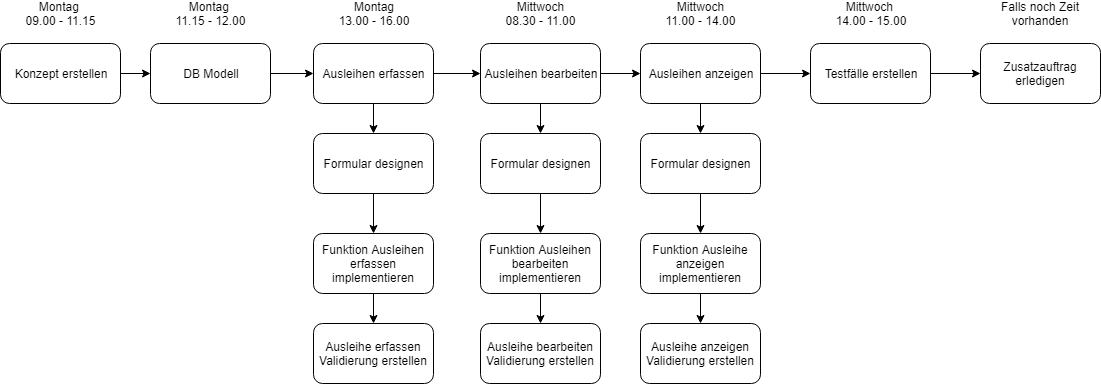 Montag
09.00 - 11.15
Montag
11.15 - 12.00
Montag
13.00 - 16.00
Mittwoch
08.30 - 11.00
Mittwoch
11.00 - 14.00
Mittwoch
14.00 - 15.00
Falls noch Zeit
vorhanden
Konzept erstellen
DB Modell
Ausleihen erfassen
Ausleihen bearbeiten
Ausleihen anzeigen
Testfälle erstellen
Zusatzauftrag
erledigen
Formular designen
Formular designen
Formular designen
Funktion Ausleihen
erfassen
implementieren
Funktion Ausleihen
bearbeiten
implementieren
Funktion Ausleihe
anzeigen
implementieren
Ausleihe erfassen
Validierung erstellen
Ausleihe bearbeiten
Validierung erstellen
Ausleihe anzeigen
Validierung erstellen